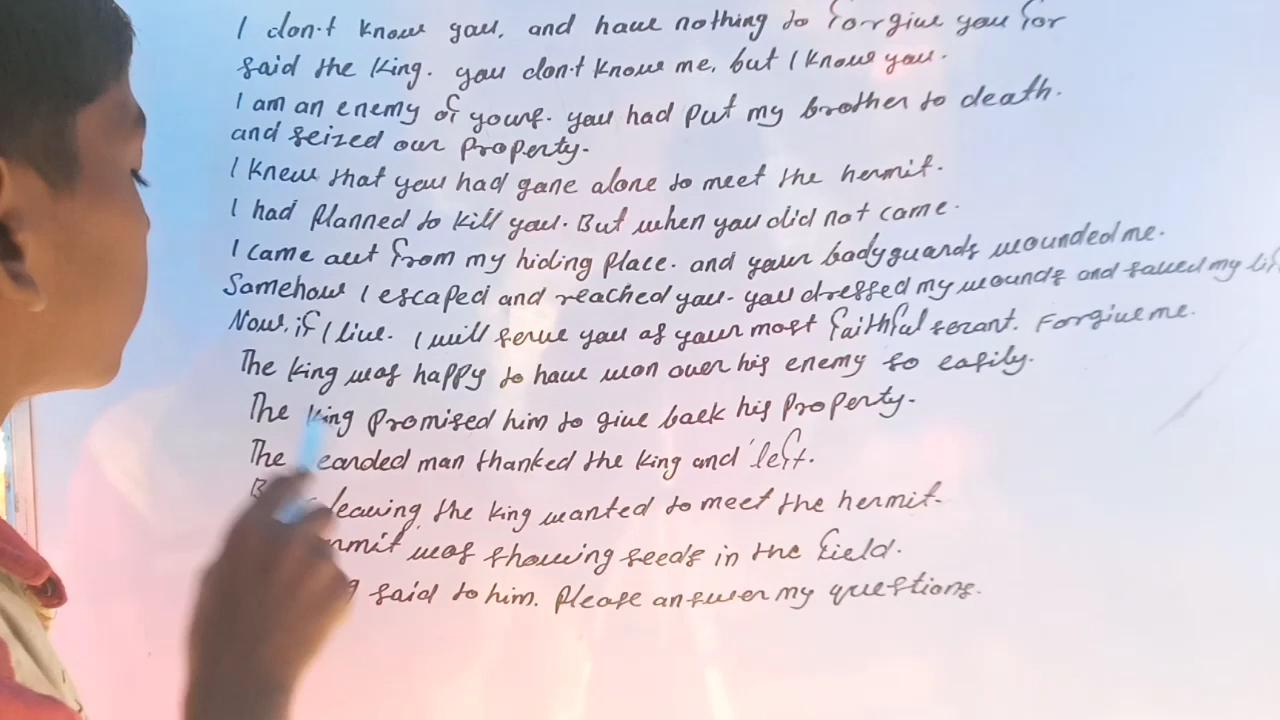 I don't know you, and have nothing to forgive you for
said the King. you don't know me, but I know you.
I am an enemy of yours. you had put my brother to death.
and seized our property.
I knew that you had gone alone to meet the hermit.
I had planned to kill you. But when you did not come.
I came out from my hiding place. and your bodyguards wounded me.
Somehow I escaped and reached you. you dressed my wounds and saved my
Now, if I live. I will serve you as your most faithful serant. Forgive me.
The king was happy to have won over his enemy so easily.
The king promised him to give back his property.
The earded man thanked the king and left.
leaving the king wanted to meet the hermit.
rmit was showing seeds in the field.
g said to him. Please answer my questions.